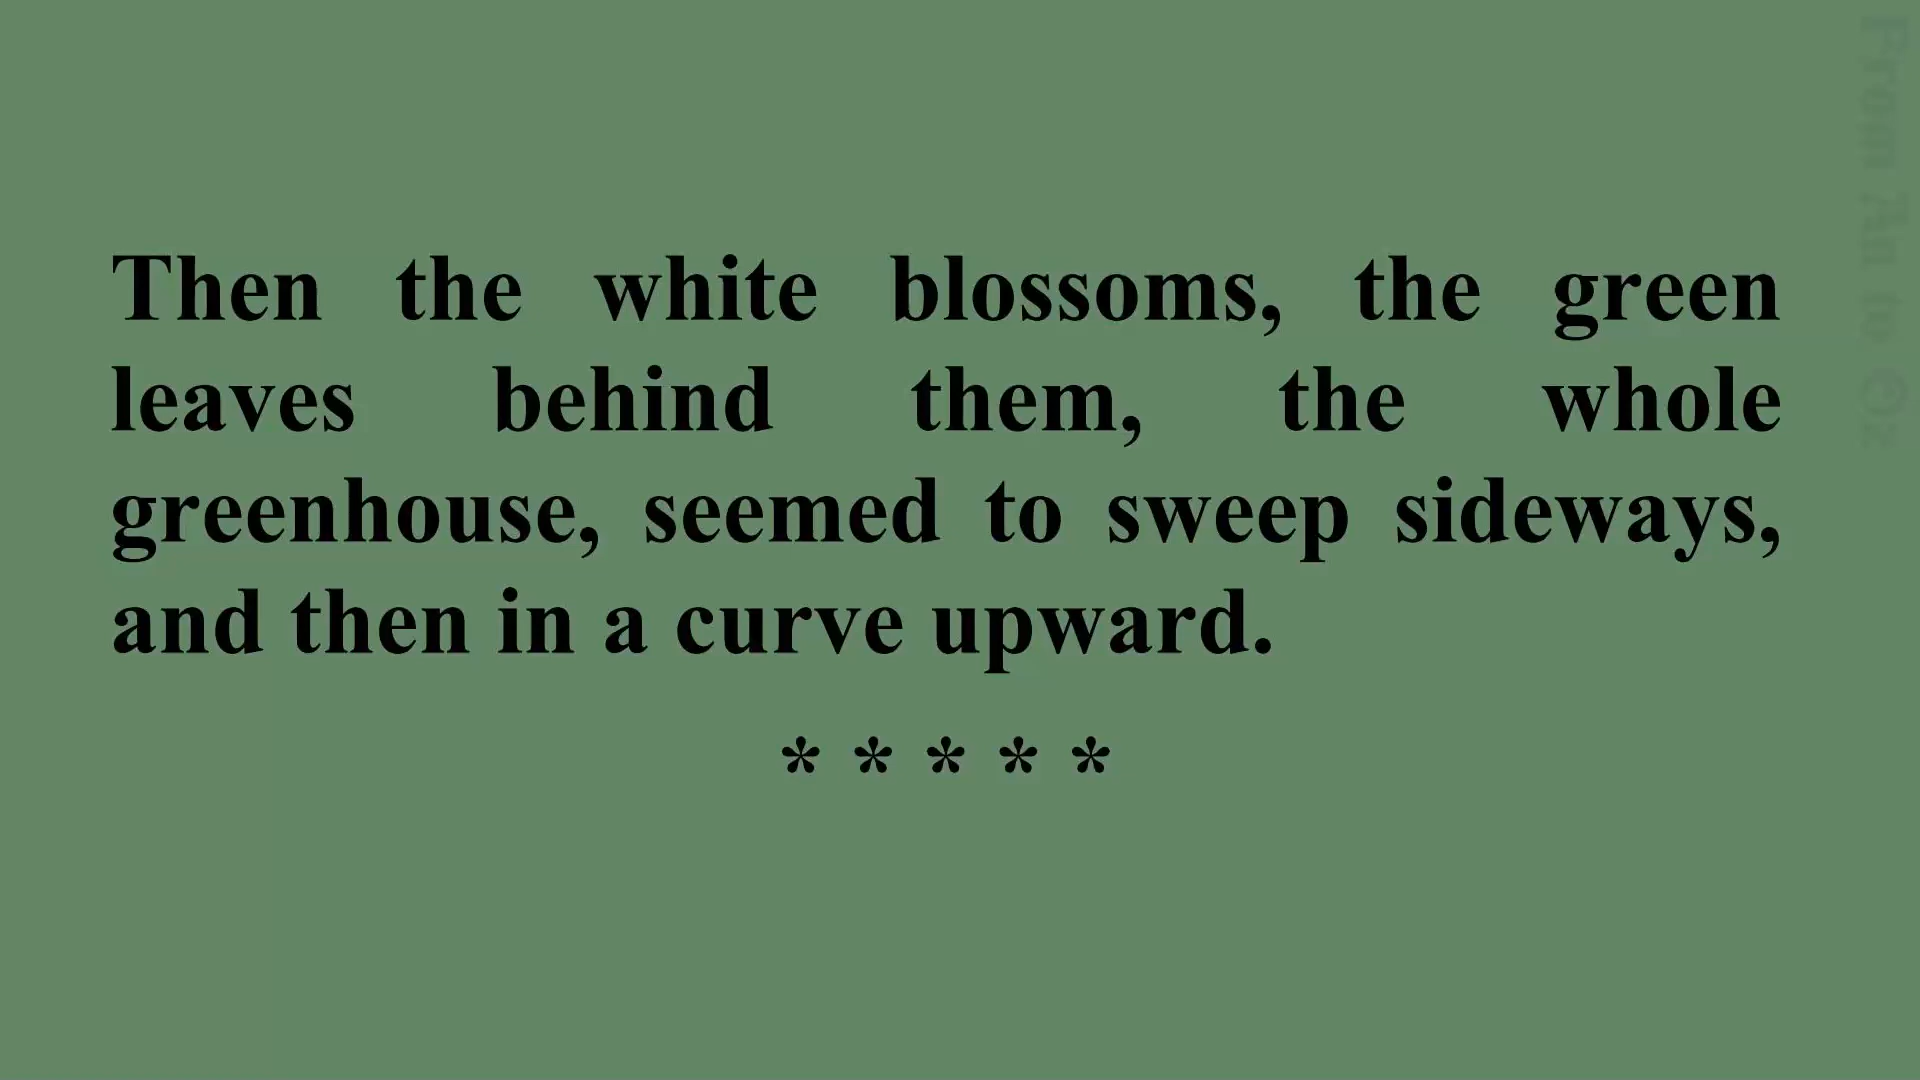 Then the white blossoms, the green
leaves behind them, the whole
greenhouse, seemed to sweep sideways,
and then in a curve upward.
* * * * *